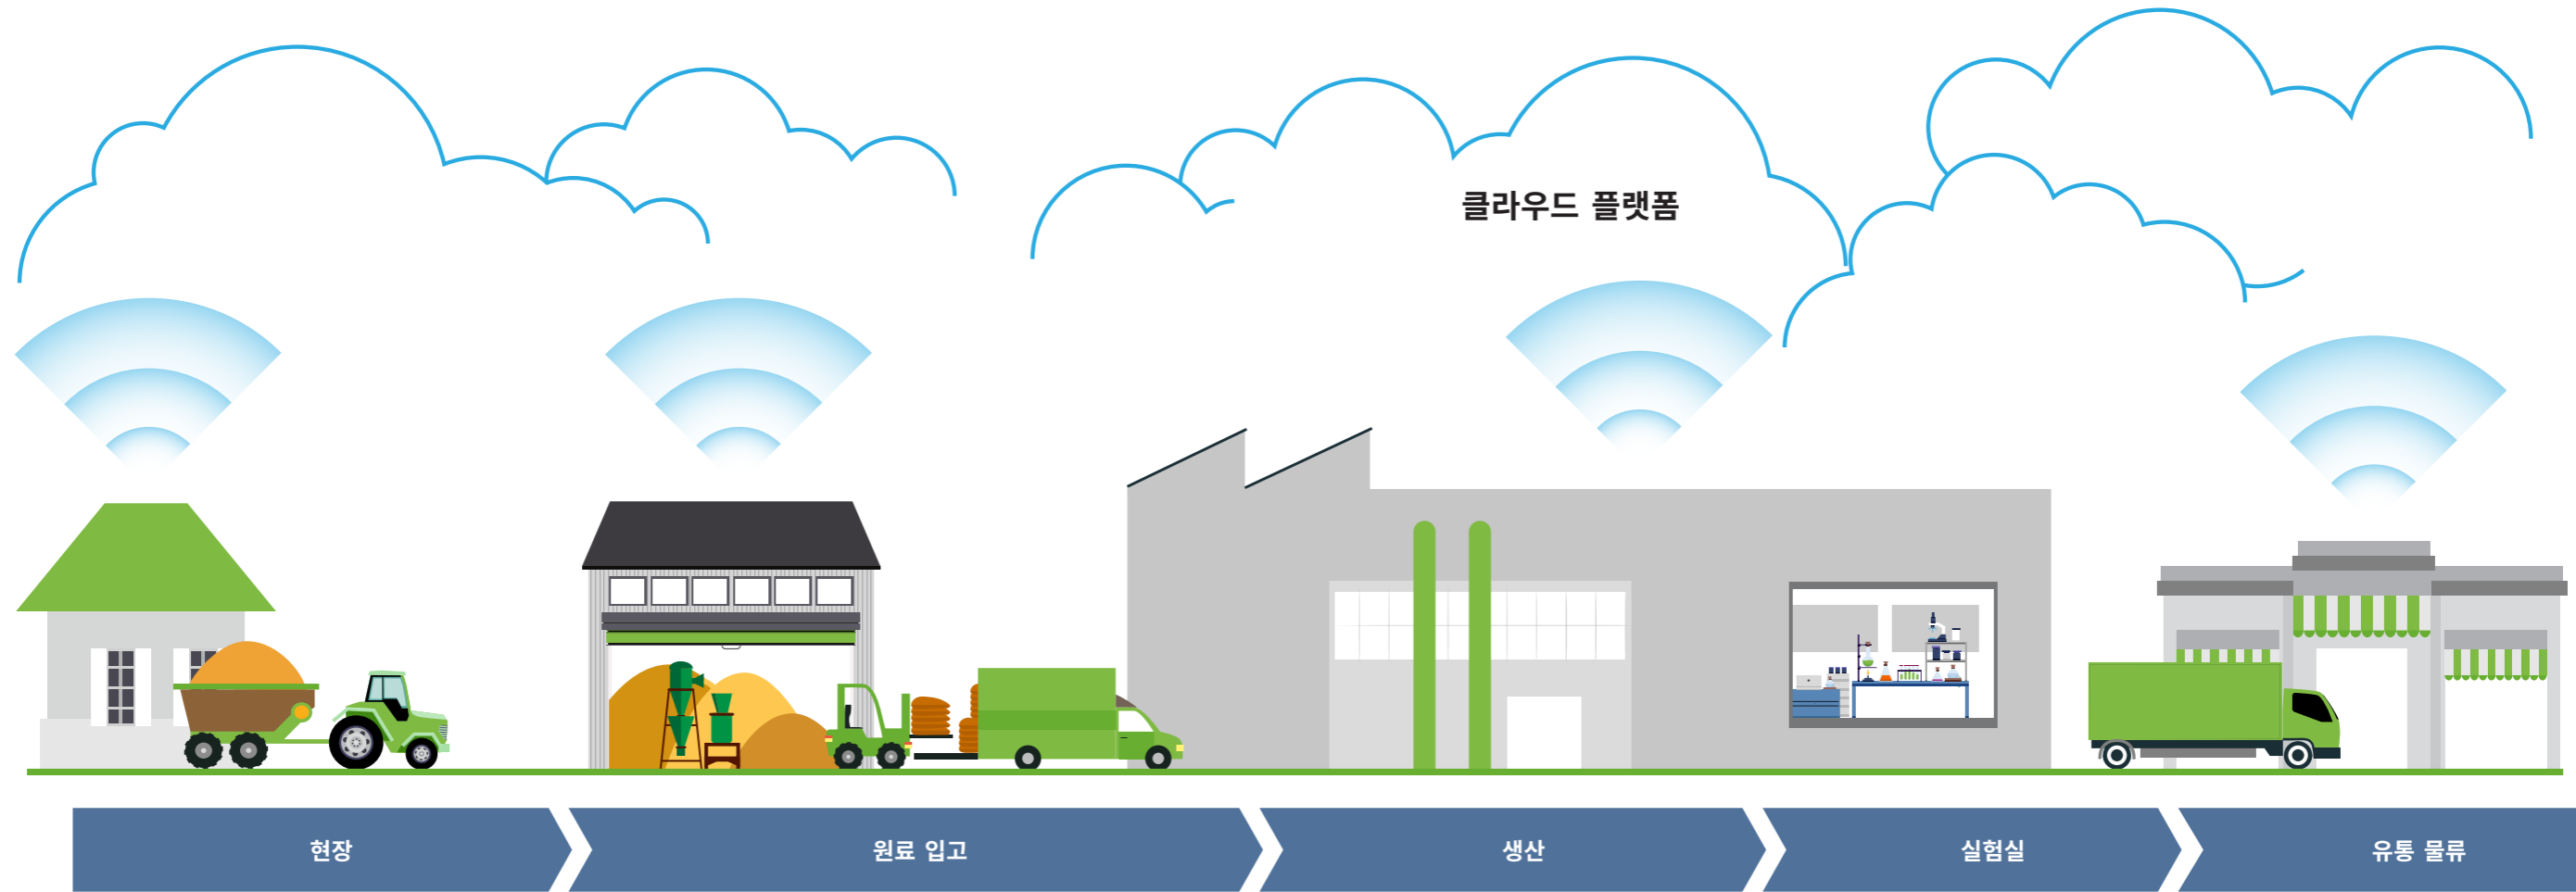 클라우드 플랫폼
현장
원료 입고
생산
실험실
유통 물류